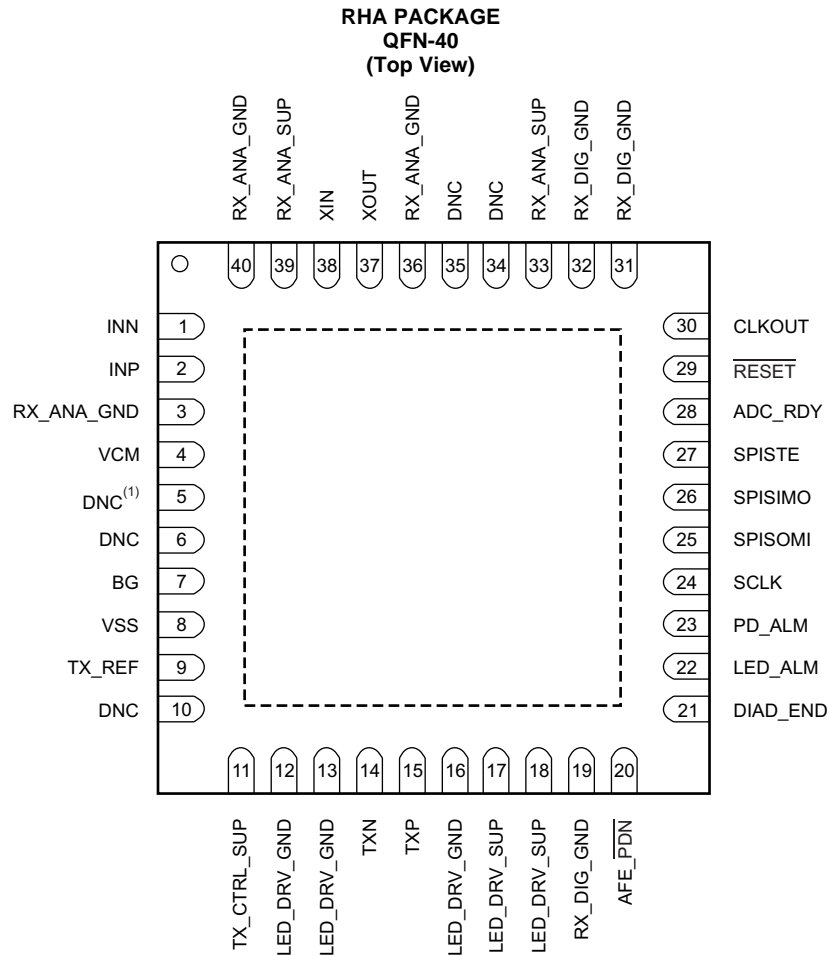 RHA PACKAGE
QFN-40
(Top View)
RX_ANA_GND
RX_ANA_SUP
XIN
XOUT
RX_ANA_GND
DNC
DNC
RX_ANA_SUP
RX_DIG_GND
RX_DIG_GND
40 39 38 37 36 35 34 33 32 31
INN 1
INP 2
RX_ANA_GND 3
VCM 4
DNC(1) 5
DNC 6
BG 7
VSS 8
TX_REF 9
DNC 10
30 CLKOUT
29 RESET
28 ADC_RDY
27 SPISTE
26 SPISIMO
25 SPISOMI
24 SCLK
23 PD_ALM
22 LED_ALM
21 DIAD_END
11 12 13 14 15 16 17 18 19 20
TX_CTRL_SUP
LED_DRV_GND
LED_DRV_GND
TXN
TXP
LED_DRV_GND
LED_DRV_SUP
LED_DRV_SUP
RX_DIG_GND
AFE_PDN